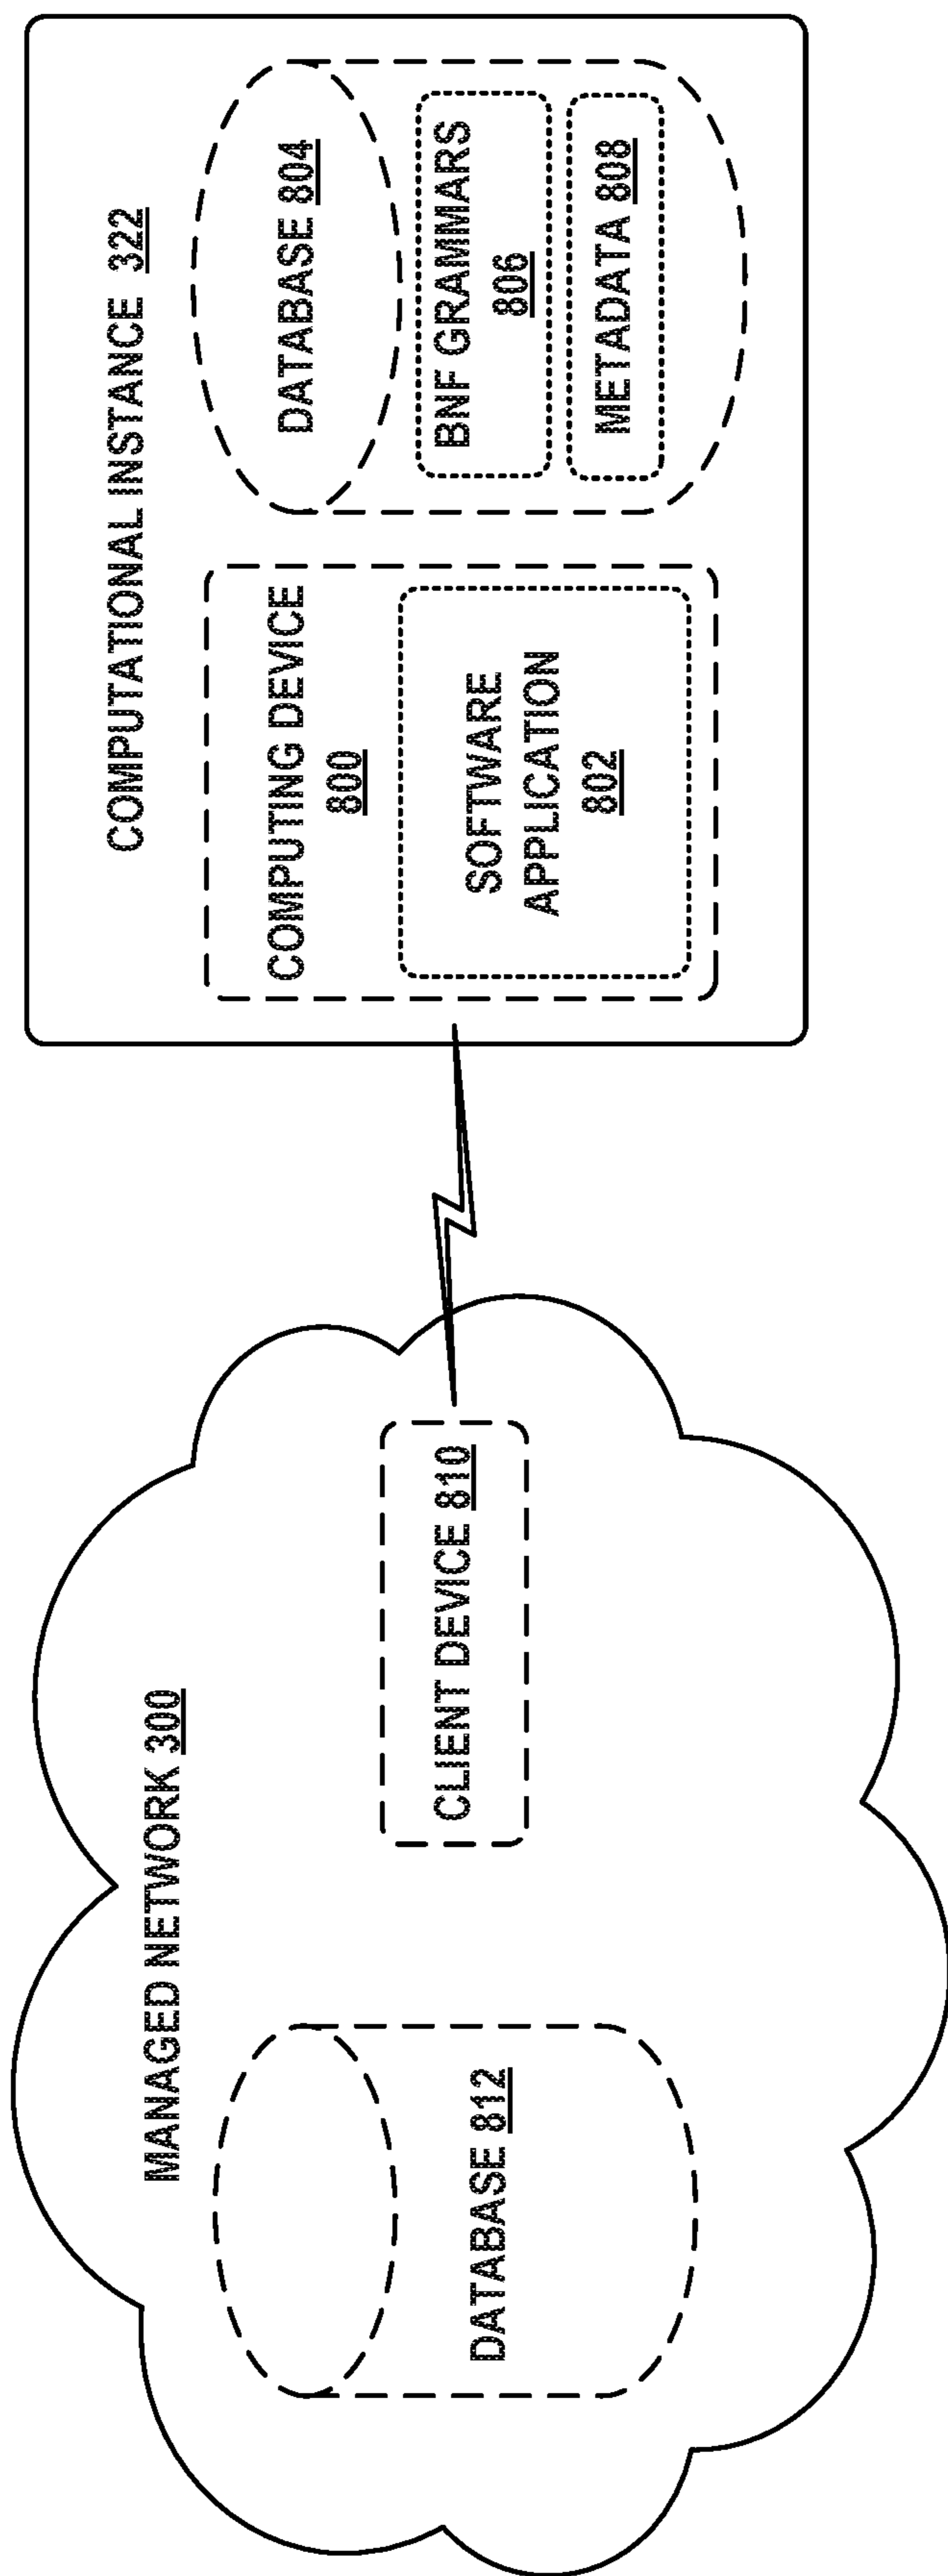 MANAGED NETWORK 300
DATABASE 812
CLIENT DEVICE 810
COMPUTATIONAL INSTANCE 322
COMPUTING DEVICE
800
SOFTWARE
APPLICATION
802
DATABASE 804
BNF GRAMMARS
806
METADATA 808